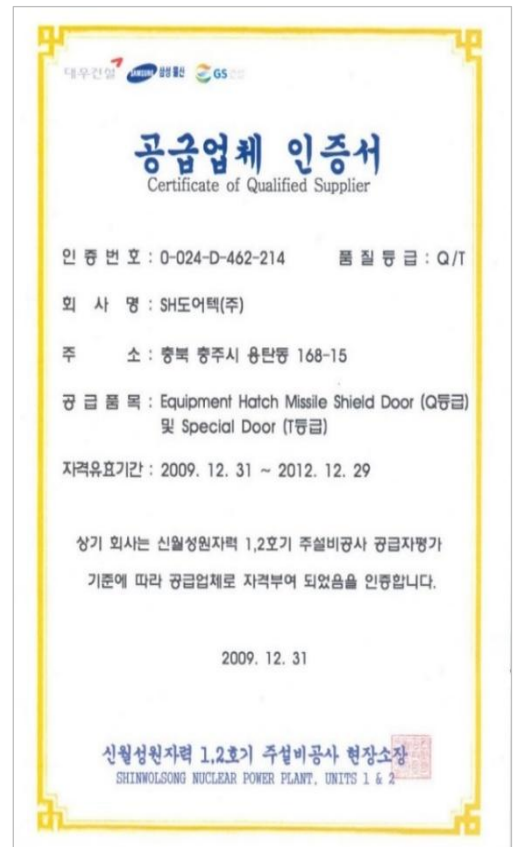 대우건설 SAMSUNG 삼성물산 GS건설
공급업체 인증서
Certificate of Qualified Supplier
인 증 번 호 : 0-024-D-462-214 품 질 등 급 : Q/T
회 사 명 : SH도어텍(주)
주 소 : 충북 충주시 용탄동 168-15
공 급 품 목 : Equipment Hatch Missile Shield Door (Q등급)
및 Special Door (T등급)
자격유효기간 : 2009. 12. 31 ~ 2012. 12. 29
상기 회사는 신월성원자력 1,2호기 주설비공사 공급자평가
기준에 따라 공급업체로 자격부여 되었음을 인증합니다.
2009. 12. 31
신월성원자력 1,2호기 주설비공사 현장소장
SHINWOLSONG NUCLEAR POWER PLANT, UNITS 1 & 2